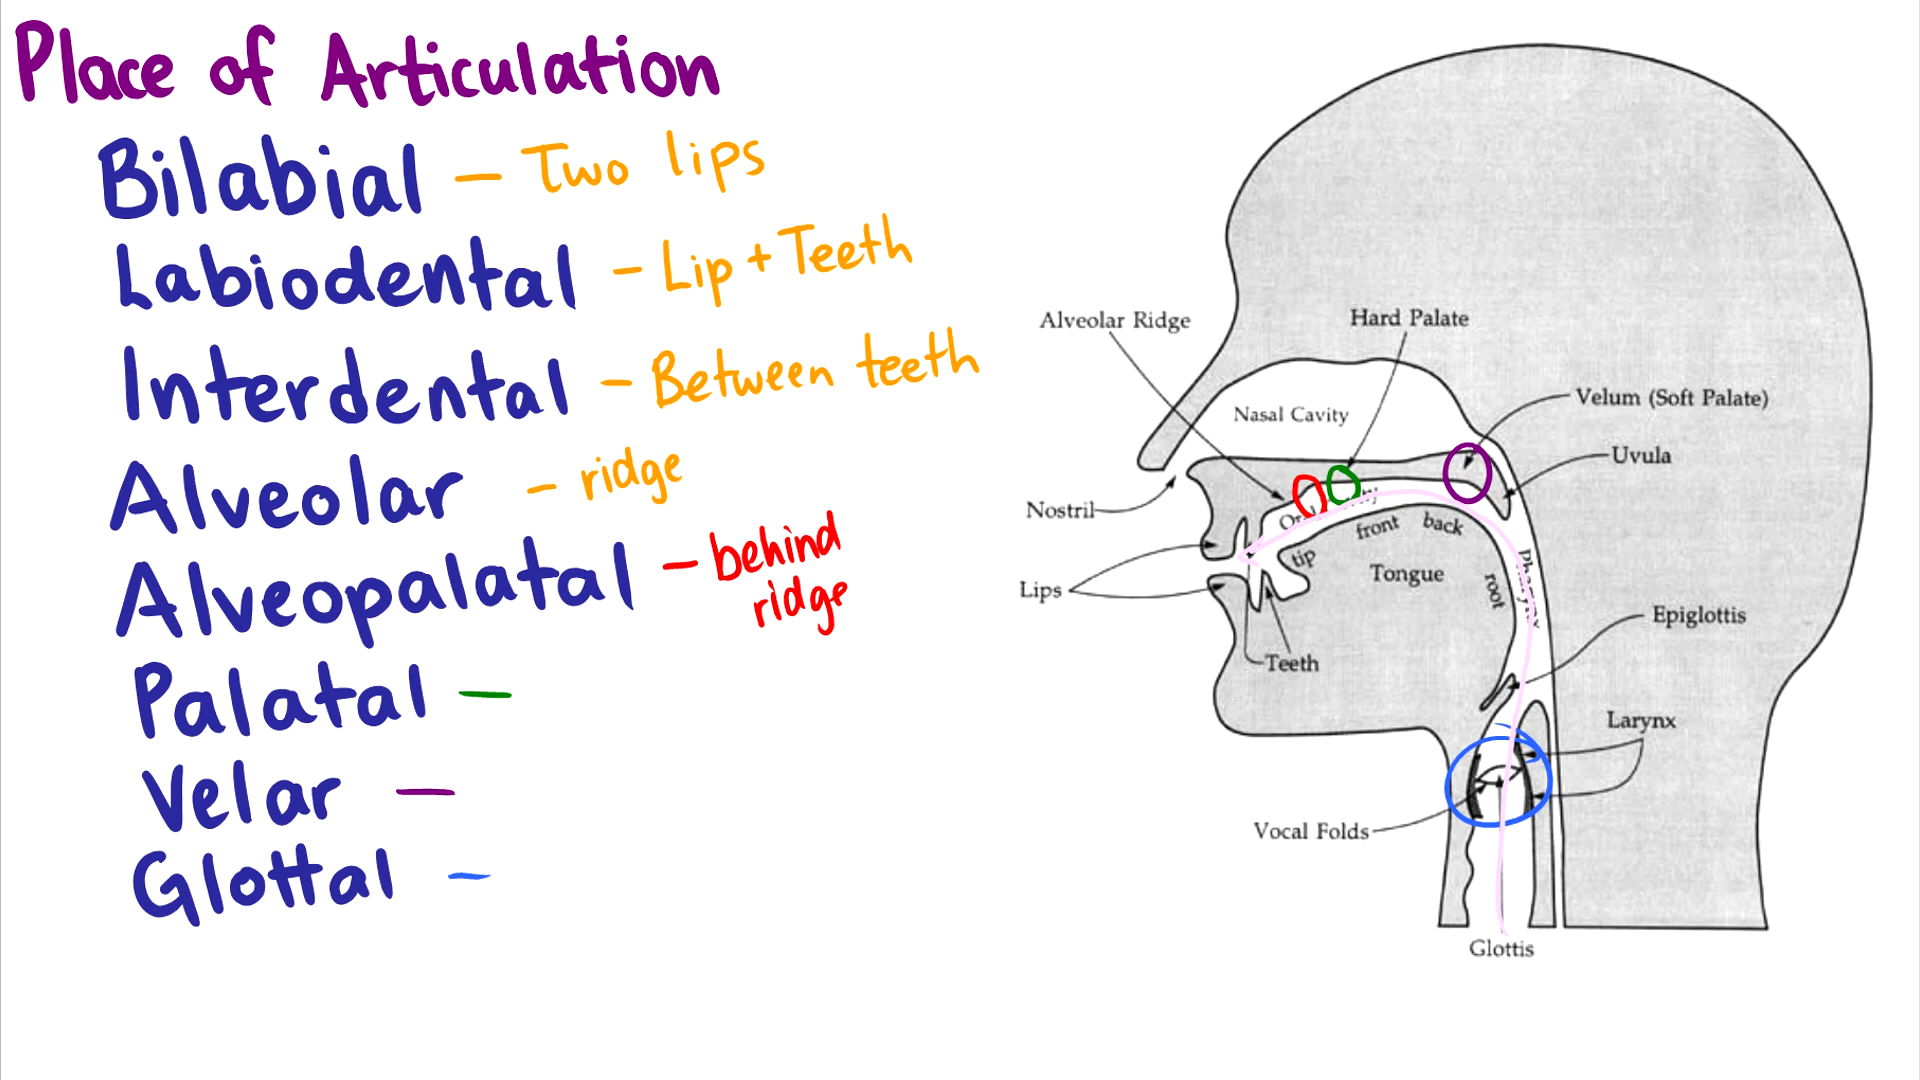 Place of Articulation
Bilabial - Two lips
Labiodental - Lip + Teeth
Interdental - Between teeth
Alveolar - ridge
Alveopalatal - behind
ridge
Palatal -
Velar -
Glottal -
Alveolar Ridge
Hard Palate
Velum (Soft Palate)
Nasal Cavity
Uvula
Nostril
front
back
tip
Tongue
root
Lips
Epiglottis
Teeth
Larynx
Vocal Folds
Glottis